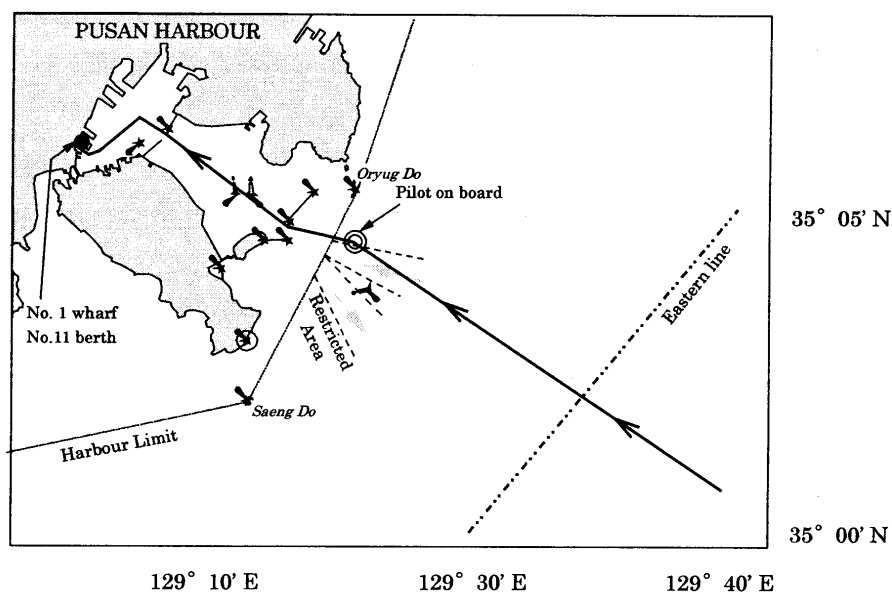 PUSAN HARBOUR
Oryug Do
Pilot on board
35° 05' N
Eastern line
No. 1 wharf
No.11 berth
Restricted
Area
Saeng Do
Harbour Limit
35° 00' N
129° 10' E
129° 30' E
129° 40' E